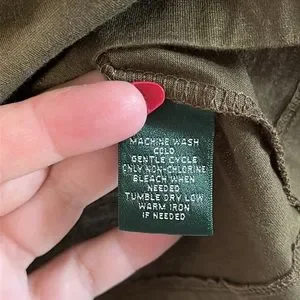 MACHINE WASH
COLD
GENTLE CYCLE
ONLY NON-CHLORINE
BLEACH WHEN
NEEDED
TUMBLE DRY LOW
WARM IRON
IF NEEDED